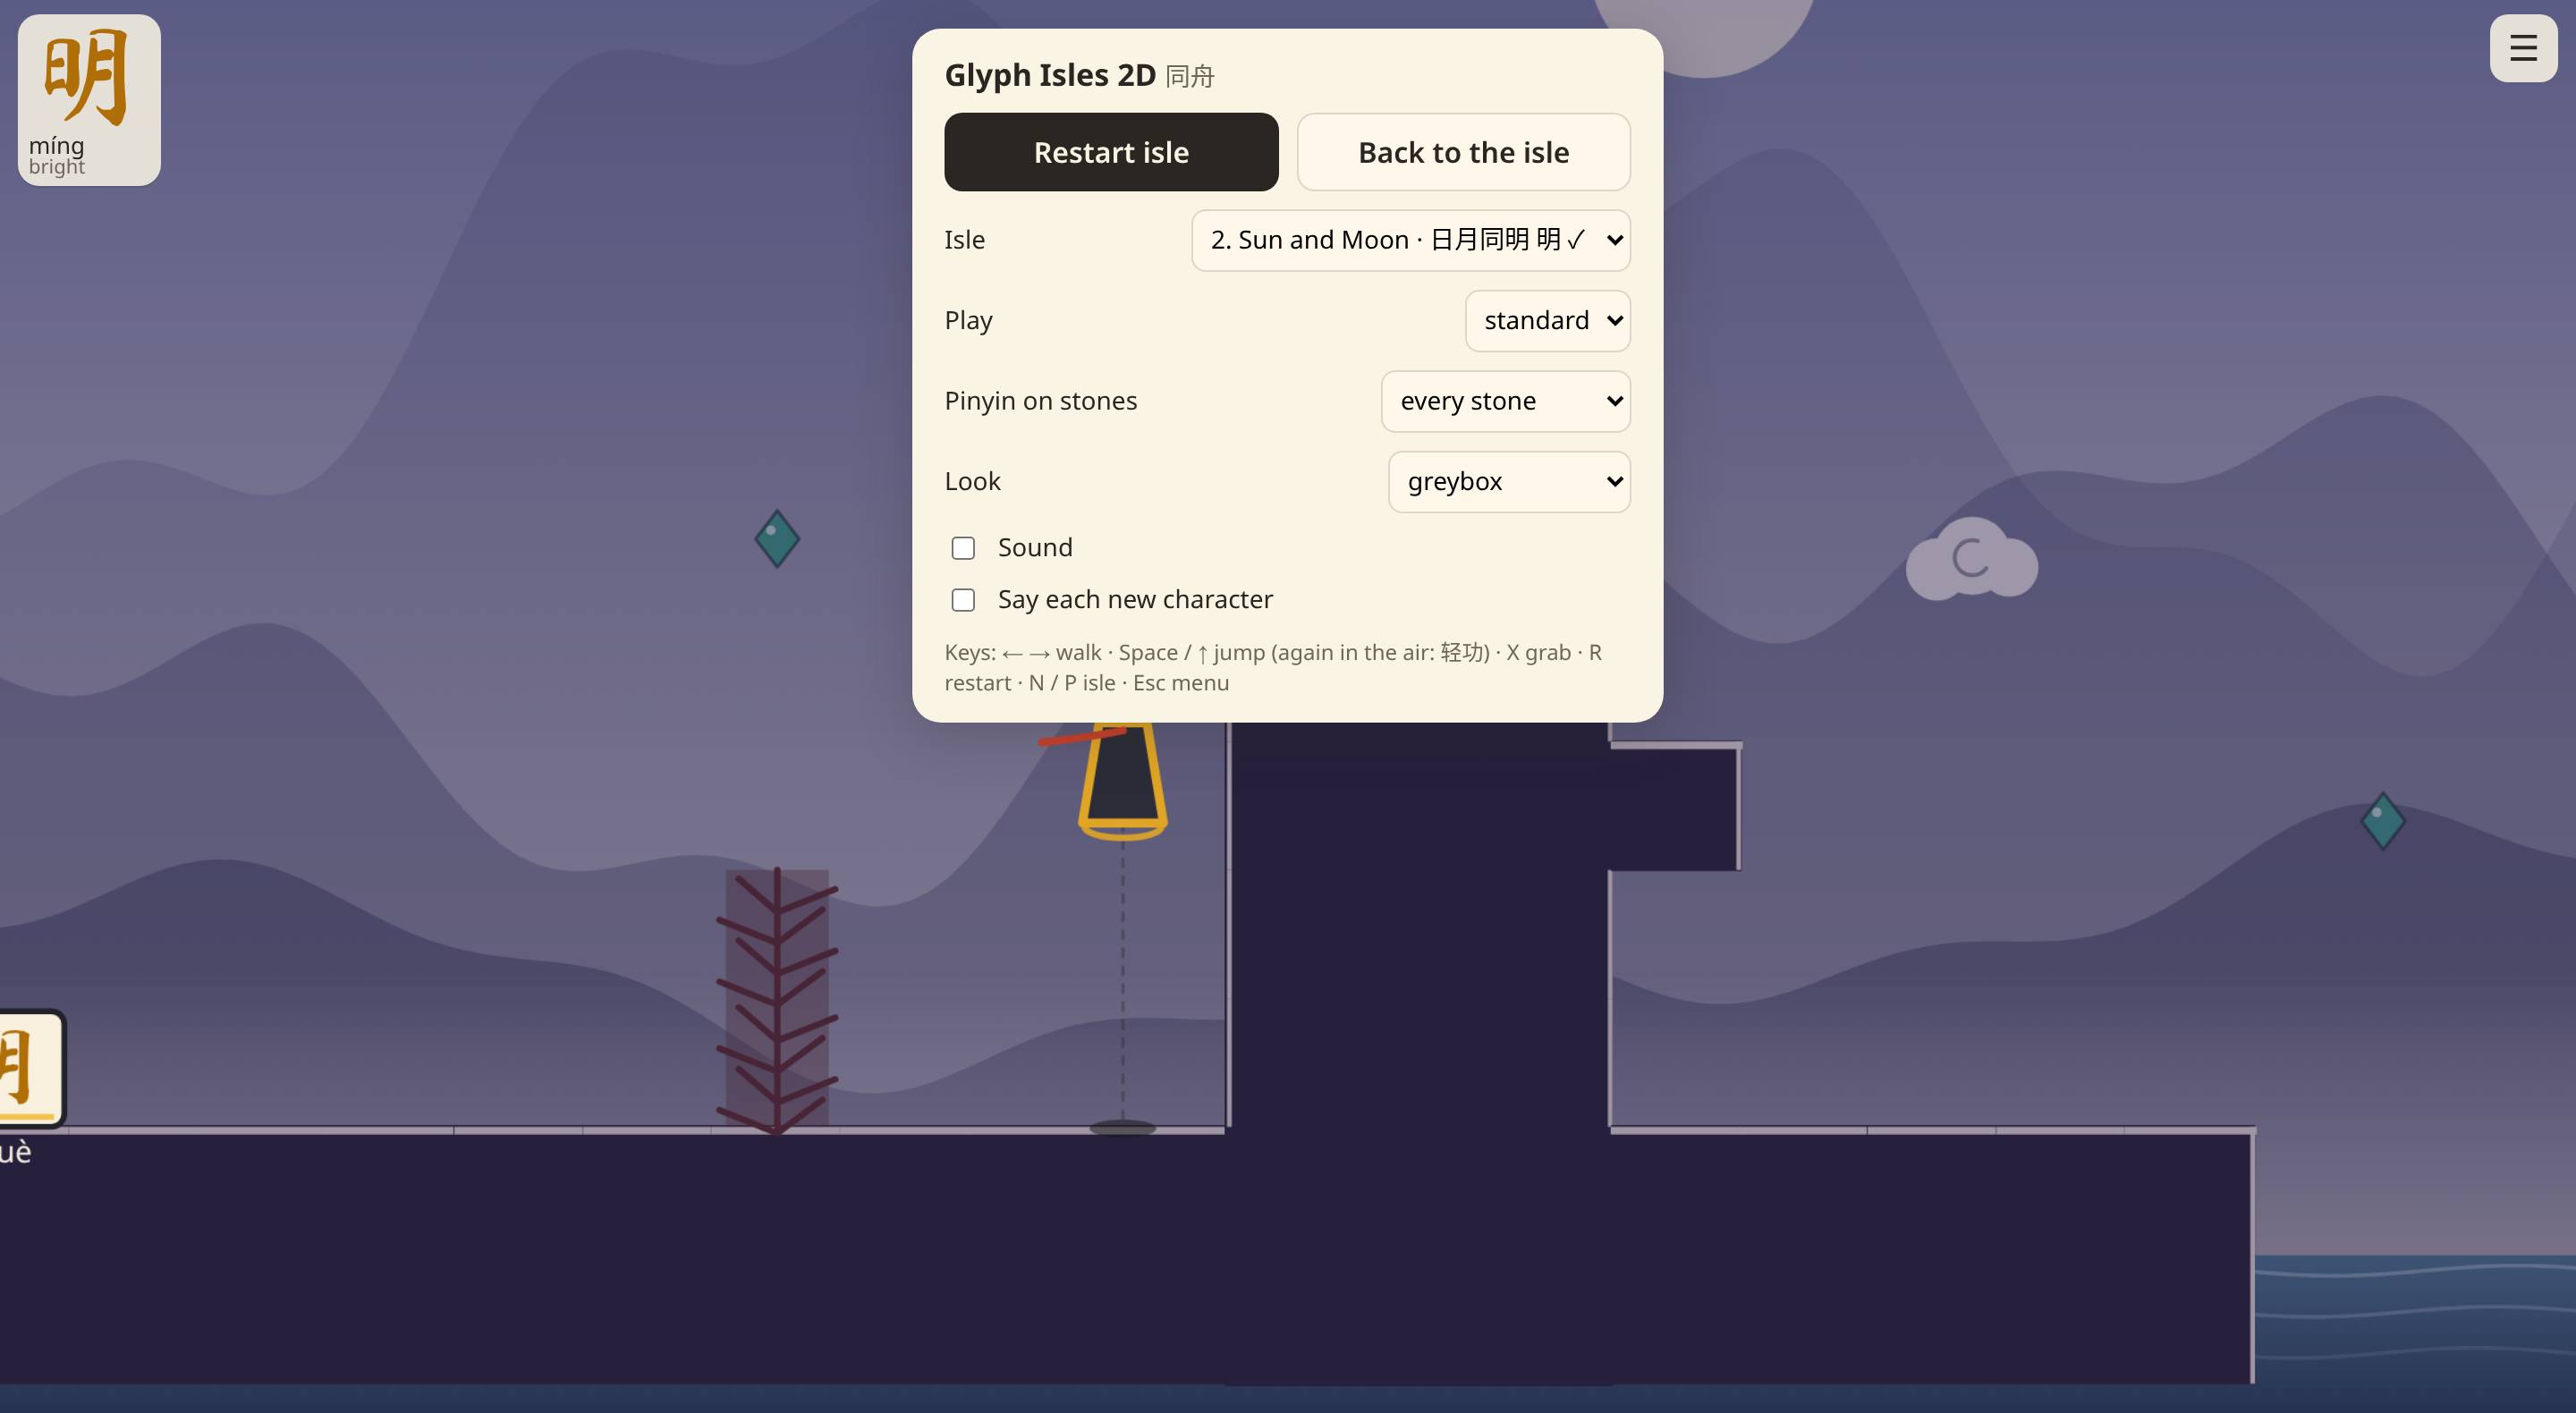 明
míng
bright
☰
Glyph Isles 2D 同舟
Restart isle
Back to the isle
Isle
2. Sun and Moon · 日月同明 明 ✓
Play
standard
Pinyin on stones
every stone
Look
greybox
Sound
Say each new character
Keys: ←→ walk · Space / ↑ jump (again in the air: 轻功) · X grab · R
restart · N / P isle · Esc menu
uè